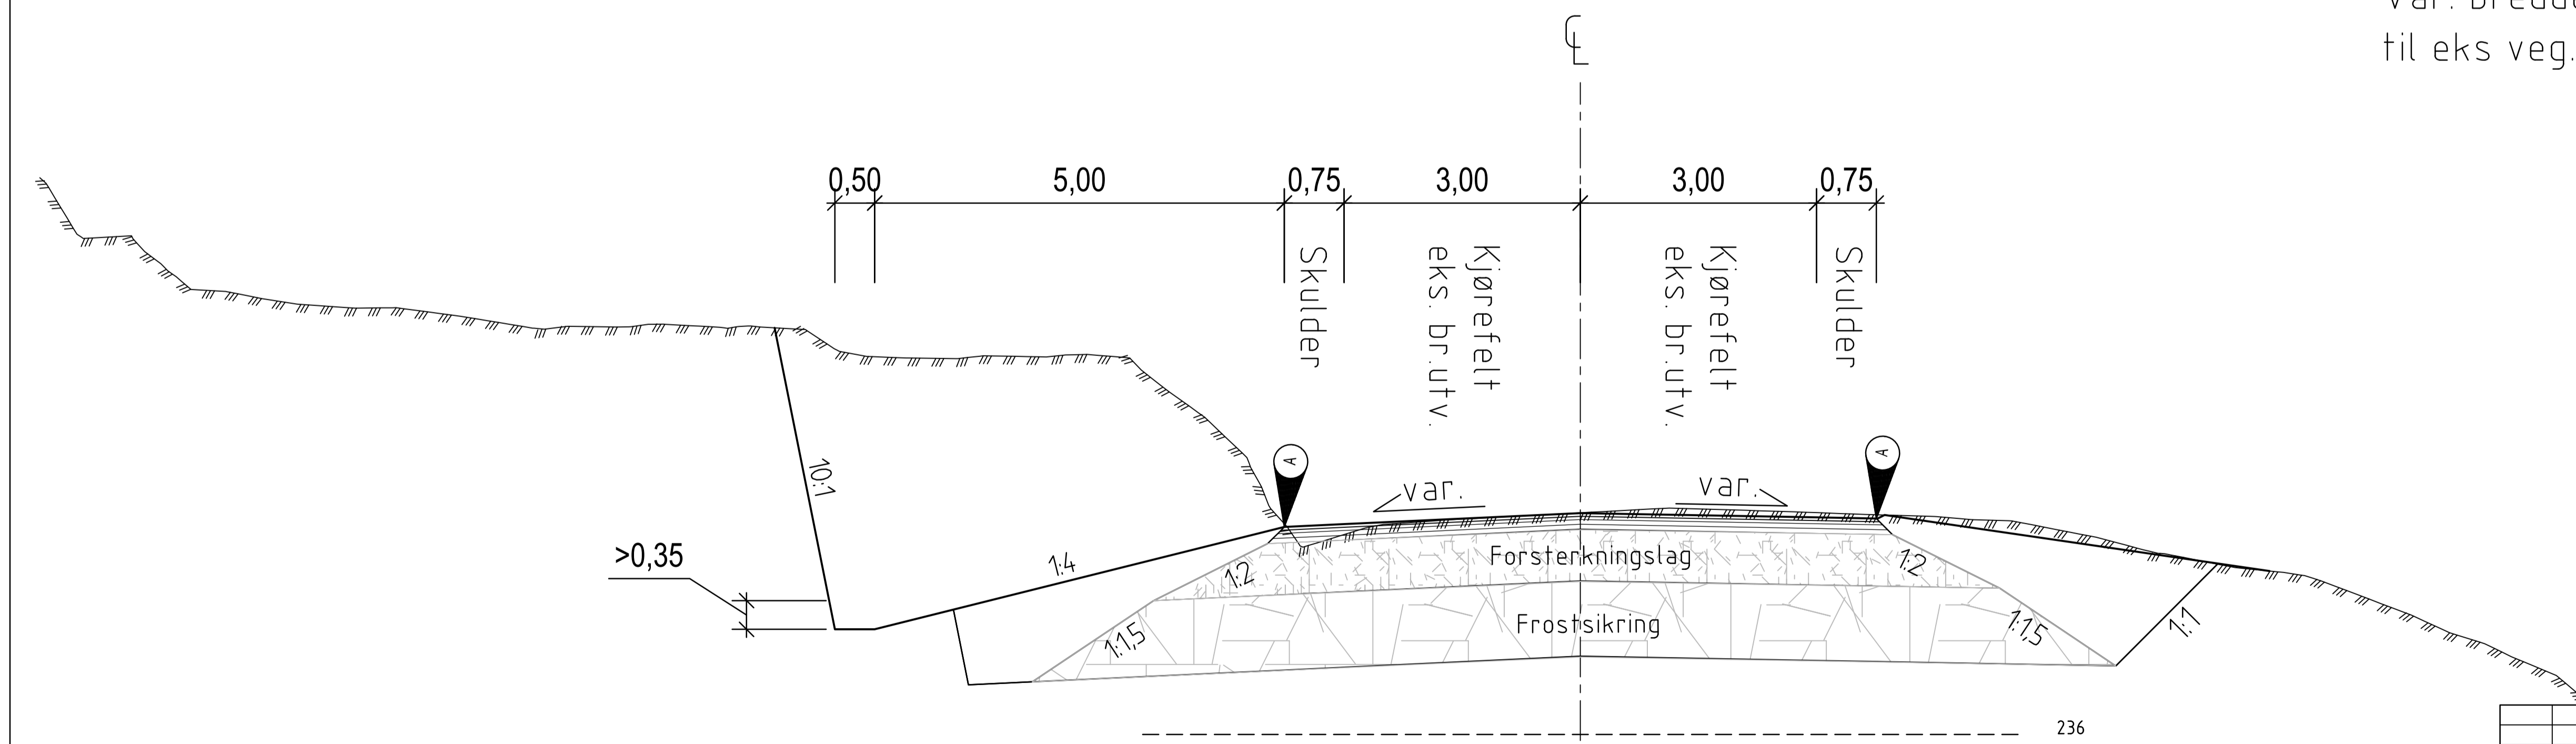 til eks veg.
0,50
5,00
0,75
3,00
3,00
0,75
Skulder
Kjørefelt
eks. br.utv.
Kjørefelt
eks. br.utv.
Skulder
10:1
A
A
var.
var.
>0,35
1:4
1:2
Forsterkningslag
1:2
1:1,5
Frostsikring
1:1,5
1:1
236